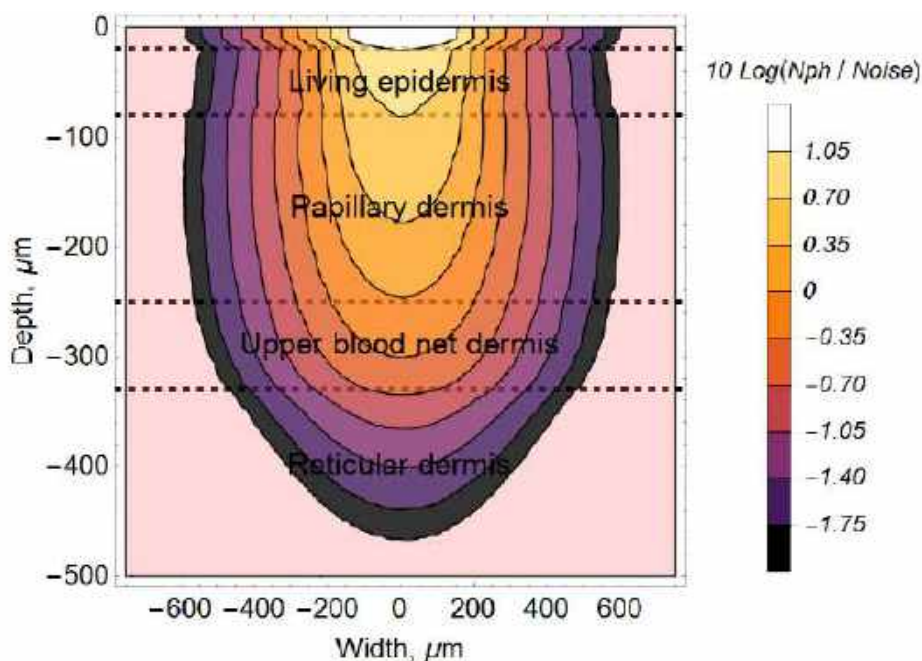 0
−100
−200
−300
−400
−500
Depth, μm
Living epidermis
Papillary dermis
Upper blood net dermis
Reticular dermis
−600 −400 −200 0 200 400 600
Width, μm
10 Log(Nph / Noise)
1.05
0.70
0.35
0
−0.35
−0.70
−1.05
−1.40
−1.75